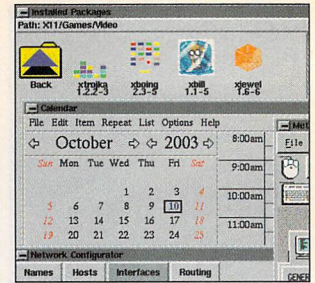 Installed Packages
Path: X11/Games/Video
Back xtrojka 1.2.2-3 xboing 2.3-5 xbill 1.1-5 xjewel 1.6-6
Calendar
File Edit Item Repeat List Options Help
October 2003
Sun Mon Tue Wed Thu Fri Sat
1 2 3 4
5 6 7 8 9 10 11
12 13 14 15 16 17 18
19 20 21 22 23 24 25
8:00am
9:00am
10:00am
11:00am
File
Network Configurator
Names Hosts Interfaces Routing
GENER